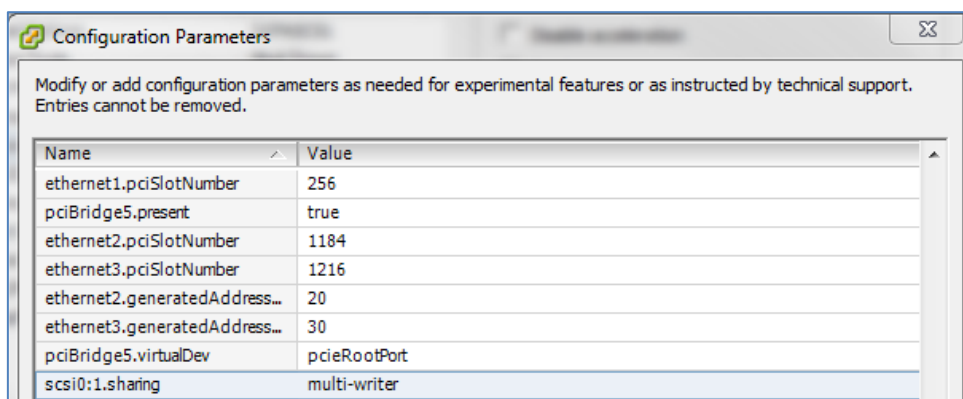 Configuration Parameters
Modify or add configuration parameters as needed for experimental features or as instructed by technical support.
Entries cannot be removed.
Name Value
ethernet1.pciSlotNumber 256
pciBridge5.present true
ethernet2.pciSlotNumber 1184
ethernet3.pciSlotNumber 1216
ethernet2.generatedAddress... 20
ethernet3.generatedAddress... 30
pciBridge5.virtualDev pcieRootPort
scsi0:1.sharing multi-writer